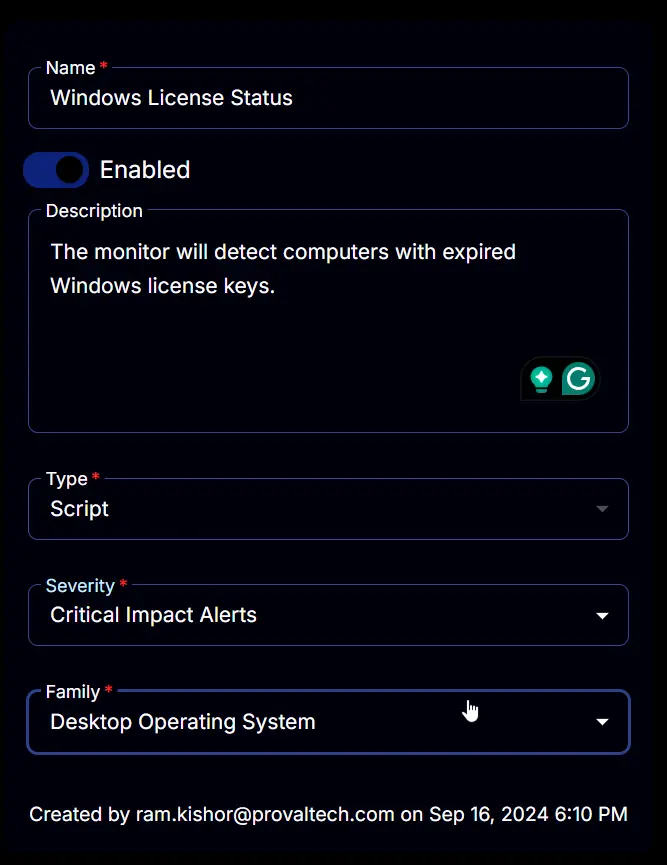 Name *
Windows License Status
Enabled
Description
The monitor will detect computers with expired
Windows license keys.
Type *
Script
Severity *
Critical Impact Alerts
Family *
Desktop Operating System
Created by ram.kishor@provaltech.com on Sep 16, 2024 6:10 PM